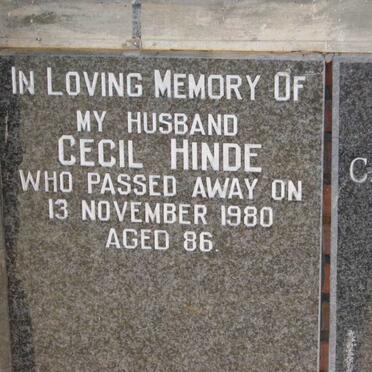 IN LOVING MEMORY OF
MY HUSBAND
CECIL HINDE
WHO PASSED AWAY ON
13 NOVEMBER 1980
AGED 86.
C